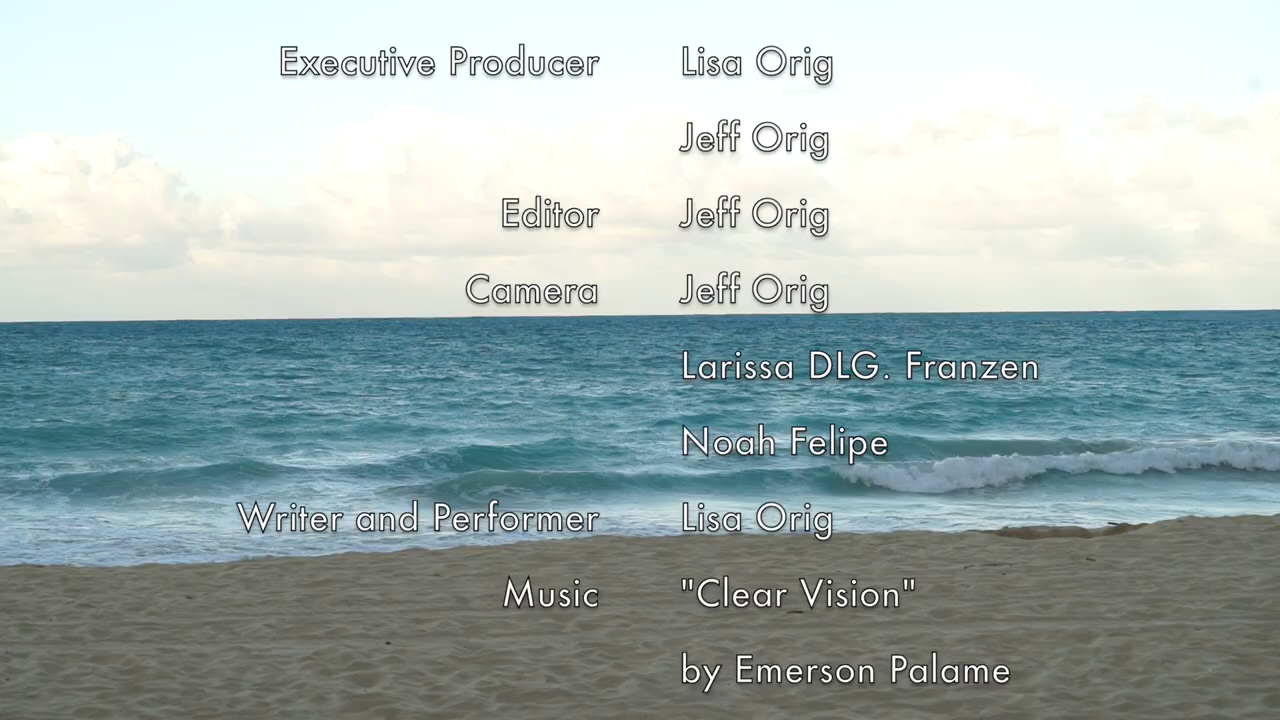 Executive Producer Lisa Orig
Jeff Orig
Editor Jeff Orig
Camera Jeff Orig
Larissa DLG. Franzen
Noah Felipe
Writer and Performer Lisa Orig
Music "Clear Vision"
by Emerson Palame